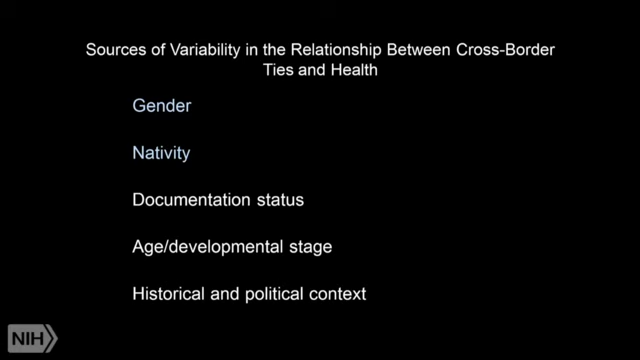 Sources of Variability in the Relationship Between Cross-Border
Ties and Health
Gender
Nativity
Documentation status
Age/developmental stage
Historical and political context
NIH